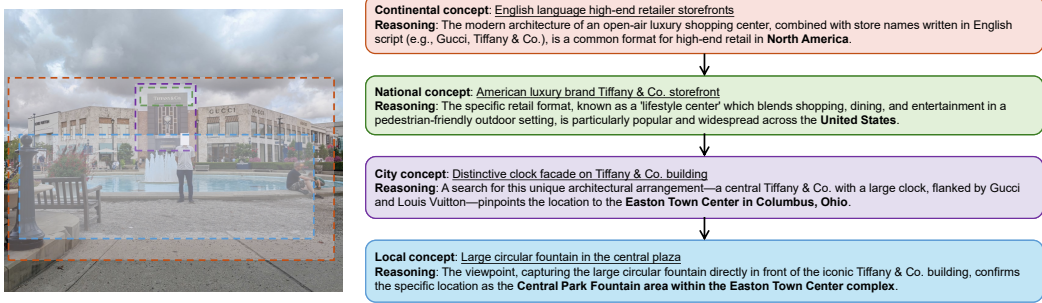 TIFFANY & CO.
GUCCI
Continental concept: English language high-end retailer storefronts
Reasoning: The modern architecture of an open-air luxury shopping center, combined with store names written in English
script (e.g., Gucci, Tiffany & Co.), is a common format for high-end retail in North America.
National concept: American luxury brand Tiffany & Co. storefront
Reasoning: The specific retail format, known as a 'lifestyle center' which blends shopping, dining, and entertainment in a
pedestrian-friendly outdoor setting, is particularly popular and widespread across the United States.
City concept: Distinctive clock facade on Tiffany & Co. building
Reasoning: A search for this unique architectural arrangement—a central Tiffany & Co. with a large clock, flanked by Gucci
and Louis Vuitton—pinpoints the location to the Easton Town Center in Columbus, Ohio.
Local concept: Large circular fountain in the central plaza
Reasoning: The viewpoint, capturing the large circular fountain directly in front of the iconic Tiffany & Co. building, confirms
the specific location as the Central Park Fountain area within the Easton Town Center complex.